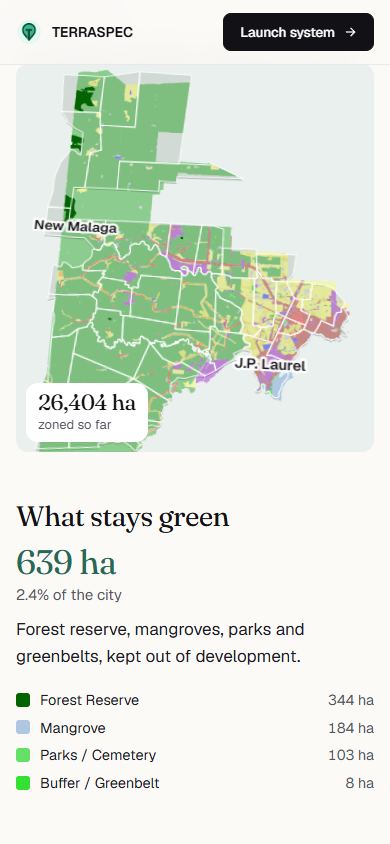 TERRASPEC
Launch system →
New Malaga
J.P. Laurel
26,404 ha
zoned so far
What stays green
639 ha
2.4% of the city
Forest reserve, mangroves, parks and
greenbelts, kept out of development.
Forest Reserve 344 ha
Mangrove 184 ha
Parks / Cemetery 103 ha
Buffer / Greenbelt 8 ha